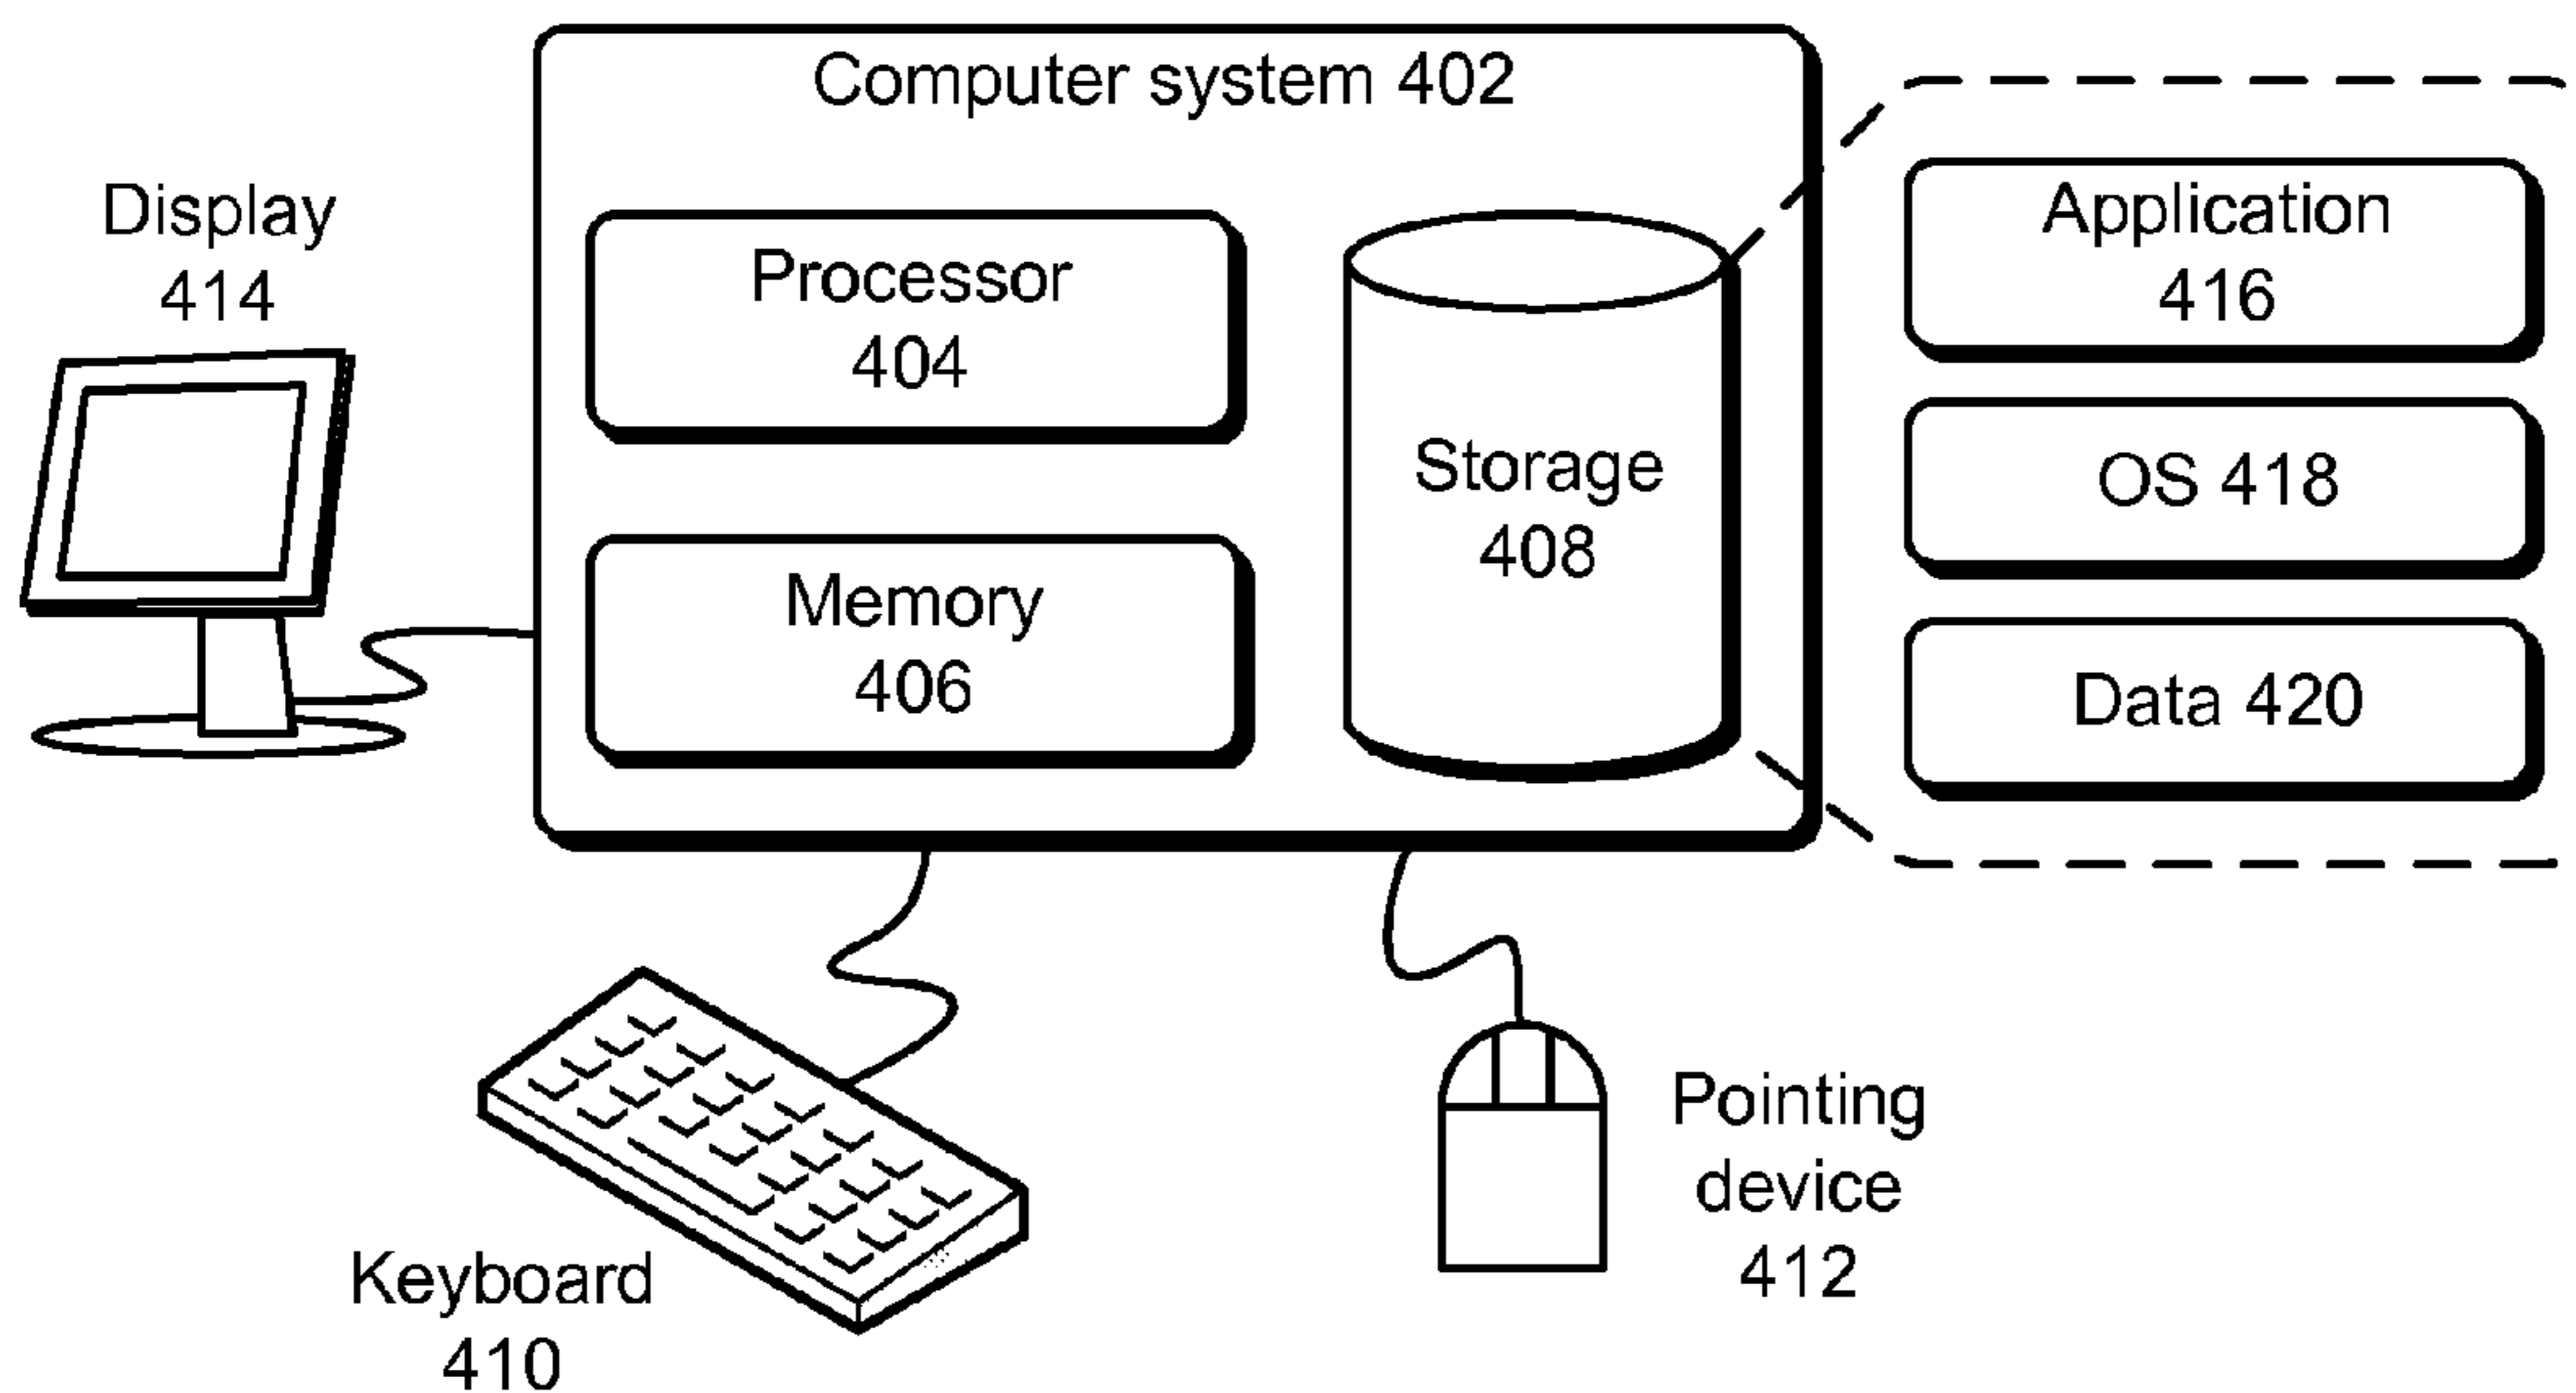 Computer system 402
Display
414
Processor
404
Memory
406
Storage
408
Application
416
OS 418
Data 420
Keyboard
410
Pointing
device
412